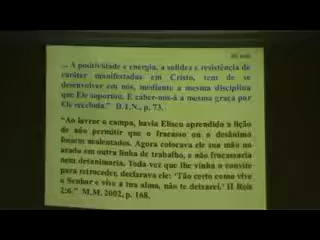 ... A positividade e energia, a solidez e resistência de
caráter manifestadas em Cristo, tem de se
desenvolver em nós, mediante a mesma disciplina
que Ele suportou. E caber-nos-á a mesma graça por
Ele recebida." D.T.N., p. 73.
"Ao lavrar o campo, havia Eliseu aprendido a lição
de não permitir que o fracasso ou o desânimo
fossem acalentados. Agora colocava ele sua mão no
arado em outra linha de trabalho, e não fracassaria
nem desanimaria. Toda vez que lhe vinha o convite
para retroceder, declarava ele: 'Tão certo como vive
o Senhor e vive a tua alma, não te deixarei.' II Reis
2:6." M.M. 2002, p. 168.